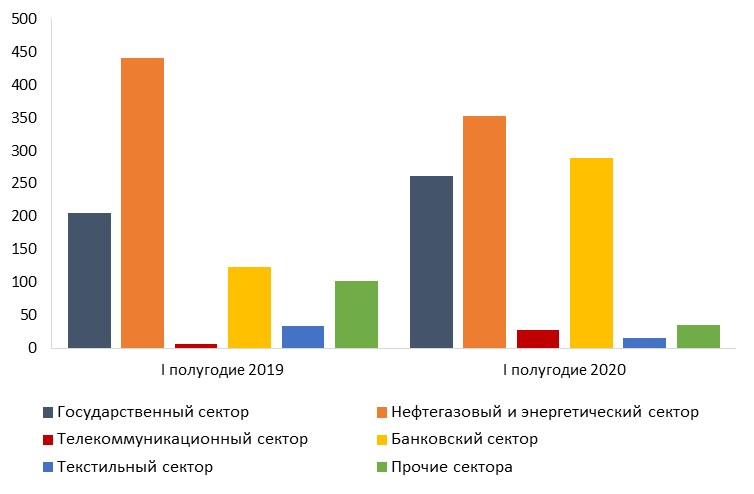 500
450
400
350
300
250
200
150
100
50
0
I полугодие 2019
I полугодие 2020
Государственный сектор
Нефтегазовый и энергетический сектор
Телекоммуникационный сектор
Банковский сектор
Текстильный сектор
Прочие сектора